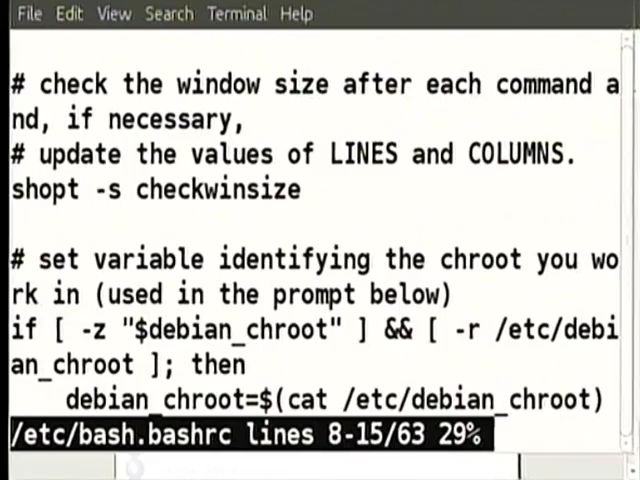 File Edit View Search Terminal Help
# check the window size after each command a
nd, if necessary,
# update the values of LINES and COLUMNS.
shopt -s checkwinsize
# set variable identifying the chroot you wo
rk in (used in the prompt below)
if [ -z "$debian_chroot" ] && [ -r /etc/debi
an_chroot ]; then
    debian_chroot=$(cat /etc/debian_chroot)
/etc/bash.bashrc lines 8-15/63 29%